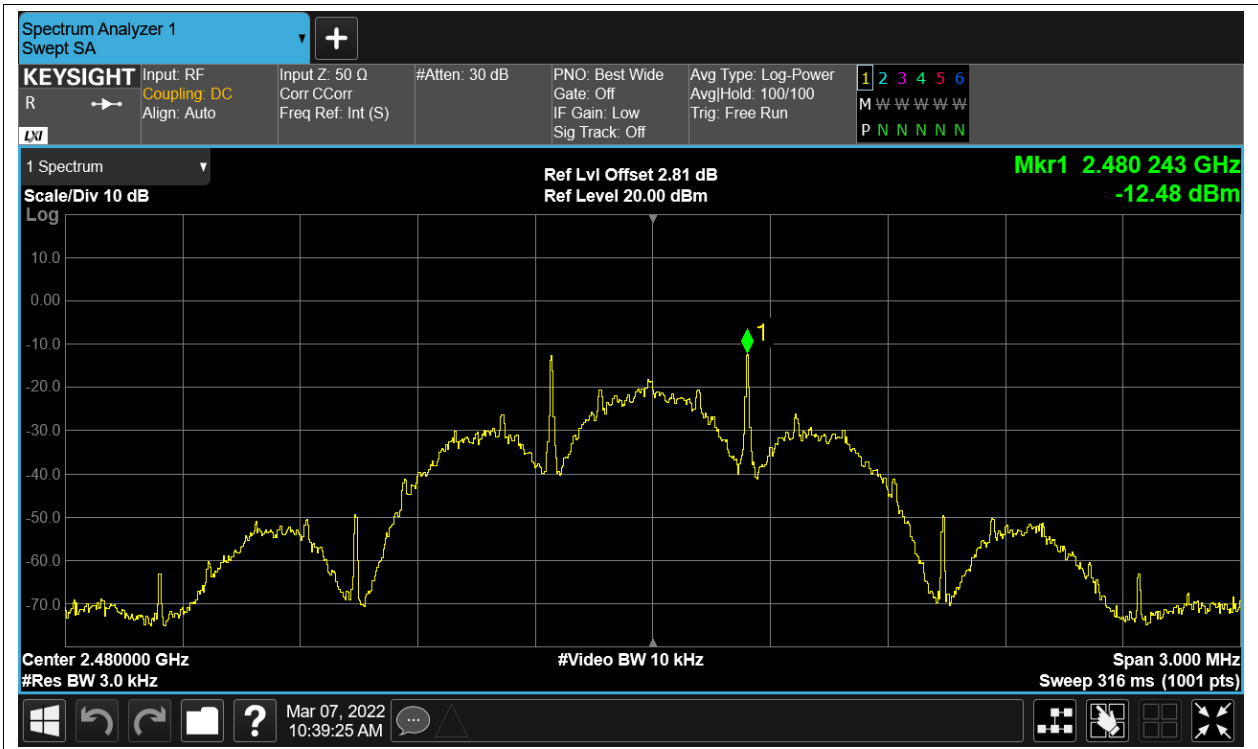 Spectrum Analyzer 1
Swept SA
KEYSIGHT
R
LXI
Input: RF
Coupling: DC
Align: Auto
Input Z: 50 Ω
Corr CCorr
Freq Ref: Int (S)
#Atten: 30 dB
PNO: Best Wide
Gate: Off
IF Gain: Low
Sig Track: Off
Avg Type: Log-Power
Avg|Hold: 100/100
Trig: Free Run
1 2 3 4 5 6
M W W W W W W
P N N N N N N
1 Spectrum
Scale/Div 10 dB
Log
Ref Lvl Offset 2.81 dB
Ref Level 20.00 dBm
Mkr1 2.480 243 GHz
-12.48 dBm
10.0
0.00
-10.0
-20.0
-30.0
-40.0
-50.0
-60.0
-70.0
1
Center 2.480000 GHz
#Res BW 3.0 kHz
#Video BW 10 kHz
Span 3.000 MHz
Sweep 316 ms (1001 pts)
?
Mar 07, 2022
10:39:25 AM